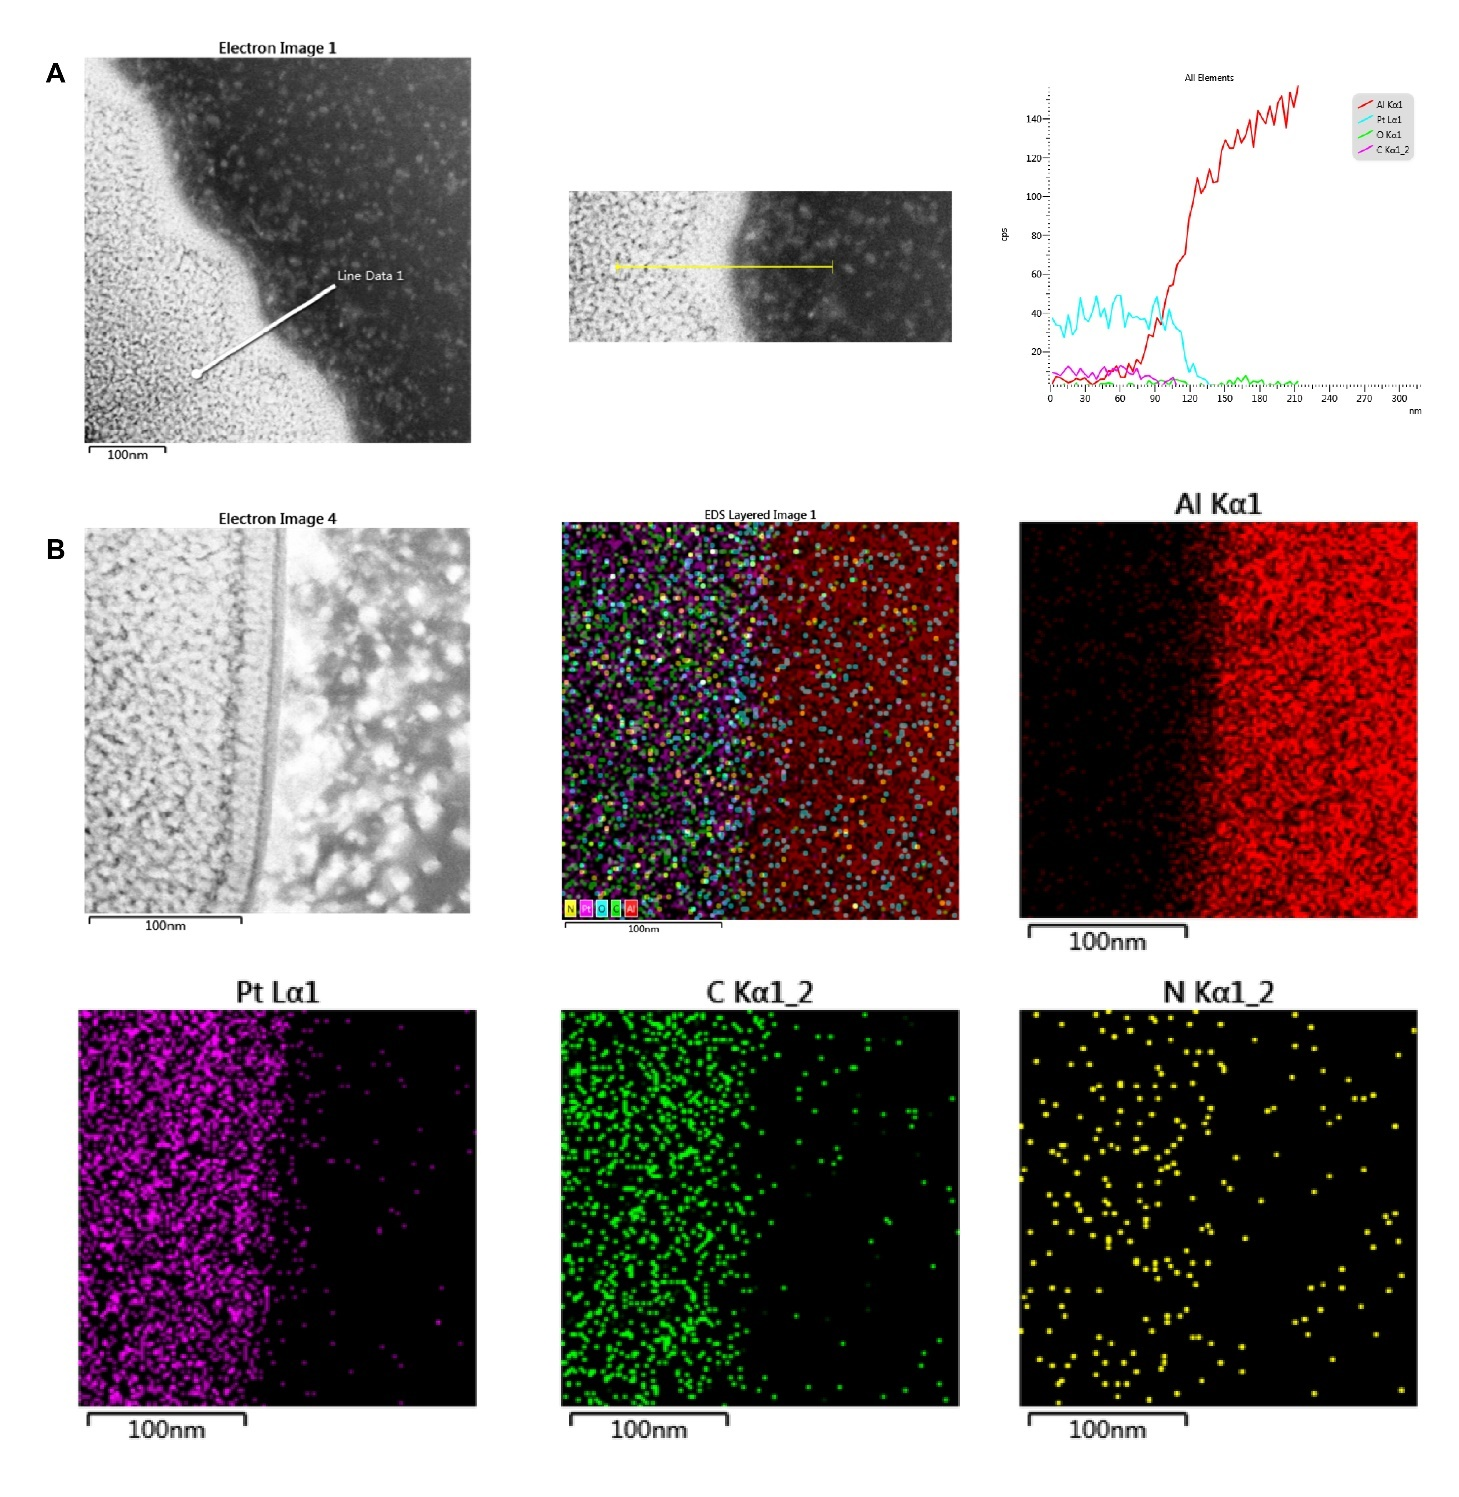 A
Electron Image 1
Line Data 1
100nm
All Elements
cps
140
120
100
80
60
40
20
0 30 60 90 120 150 180 210 240 270 300
nm
Al Kα1
Pt Lα1
O Kα1
C Kα1_2
B
Electron Image 4
100nm
EDS Layered Image 1
N Pt O C Al
100nm
Al Kα1
100nm
Pt Lα1
100nm
C Kα1_2
100nm
N Kα1_2
100nm